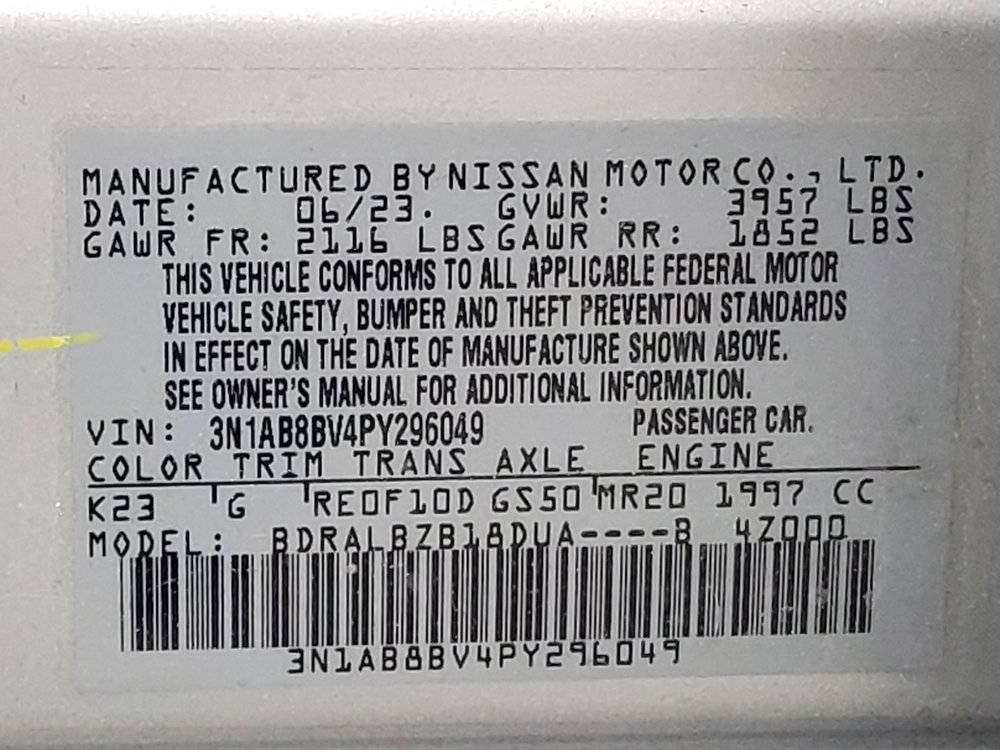 MANUFACTURED BY NISSAN MOTOR CO., LTD.
DATE: 06/23. GVWR: 3957 LBS
GAWR FR: 2116 LBS GAWR RR: 1852 LBS
THIS VEHICLE CONFORMS TO ALL APPLICABLE FEDERAL MOTOR
VEHICLE SAFETY, BUMPER AND THEFT PREVENTION STANDARDS
IN EFFECT ON THE DATE OF MANUFACTURE SHOWN ABOVE.
SEE OWNER'S MANUAL FOR ADDITIONAL INFORMATION.
VIN: 3N1AB8BV4PY296049 PASSENGER CAR.
COLOR TRIM TRANS AXLE ENGINE
K23 G RE0F10D GS50 MR20 1997 CC
MODEL: BDRALBZB18DUA----B 4Z000
3N1AB8BV4PY296049